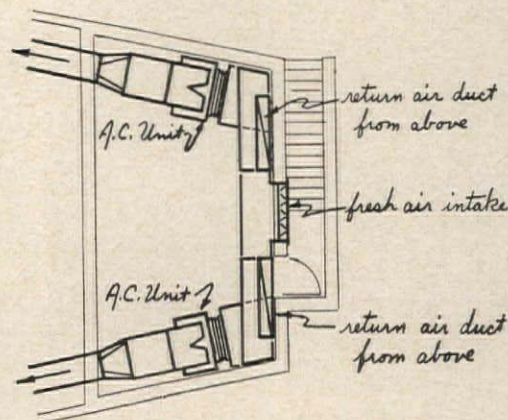 return air duct
from above
A.C. Unit
fresh air intake
A.C. Unit
return air duct
from above